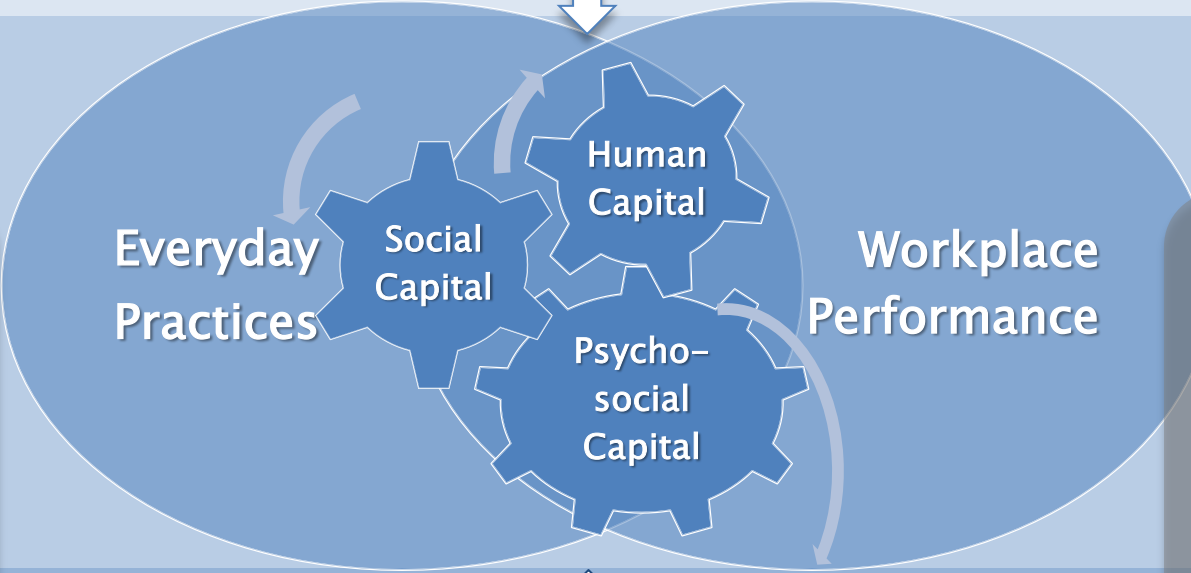 Everyday
Practices
Social
Capital
Human
Capital
Psycho-
social
Capital
Workplace
Performance